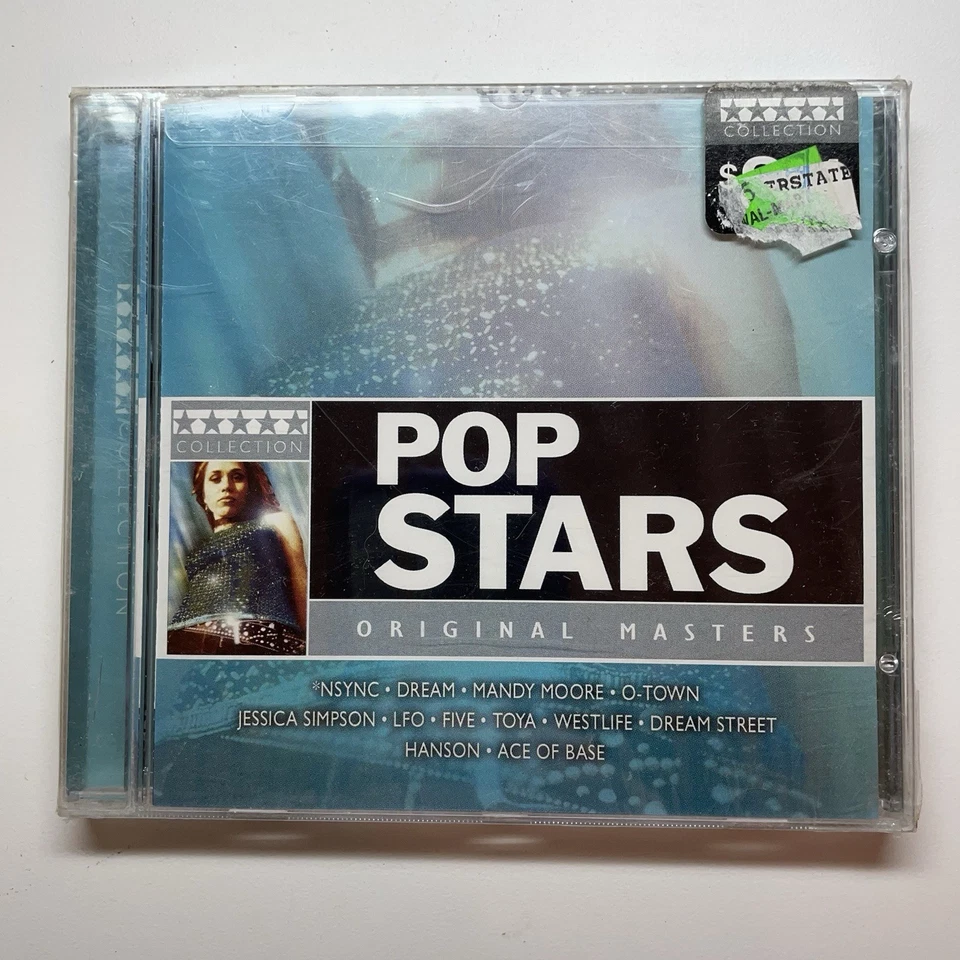 COLLECTION
$
ERSTATE
COLLECTION
POP
STARS
ORIGINAL MASTERS
*NSYNC • DREAM • MANDY MOORE • O-TOWN
JESSICA SIMPSON • LFO • FIVE • TOYA • WESTLIFE • DREAM STREET
HANSON • ACE OF BASE
COLLECTION